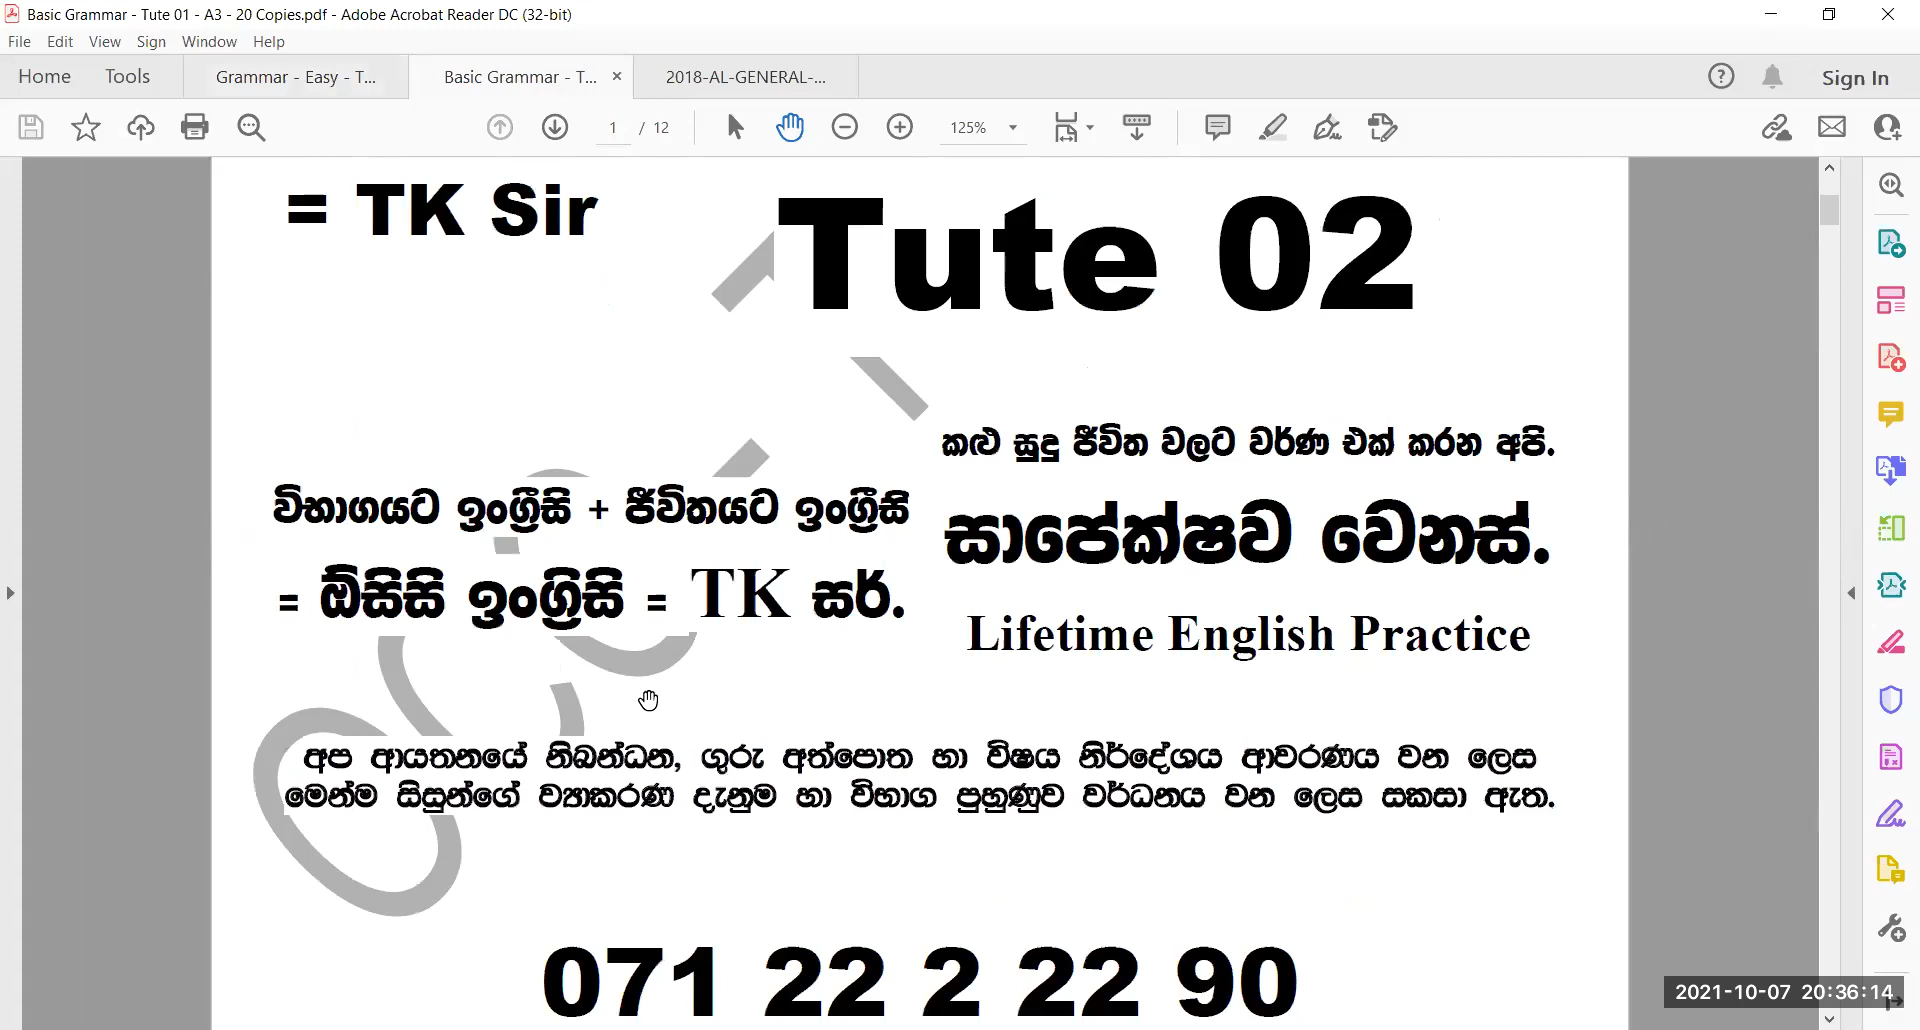 Basic Grammar - Tute 01 - A3 - 20 Copies.pdf - Adobe Acrobat Reader DC (32-bit)
File Edit View Sign Window Help
Home Tools Grammar - Easy - T... Basic Grammar - T... × 2018-AL-GENERAL-... Sign In
1 / 12 125%
= TK Sir
Tute 02
කළු සුදු ජීවිත වලට වර්ණ එක් කරන අපි.
විභාගයට ඉංග්‍රීසි + ජීවිතයට ඉංග්‍රීසි
සාපේක්ෂව වෙනස්.
= ඕසිසි ඉංග්‍රිසි = TK සර්.
Lifetime English Practice
අප ආයතනයේ නිබන්ධන, ගුරු අත්පොත හා විෂය නිර්දේශය ආවරණය වන ලෙස
මෙන්ම සිසුන්ගේ ව්‍යාකරණ දැනුම හා විභාග පුහුණුව වර්ධනය වන ලෙස සකසා ඇත.
071 22 2 22 90
2021-10-07 20:36:14